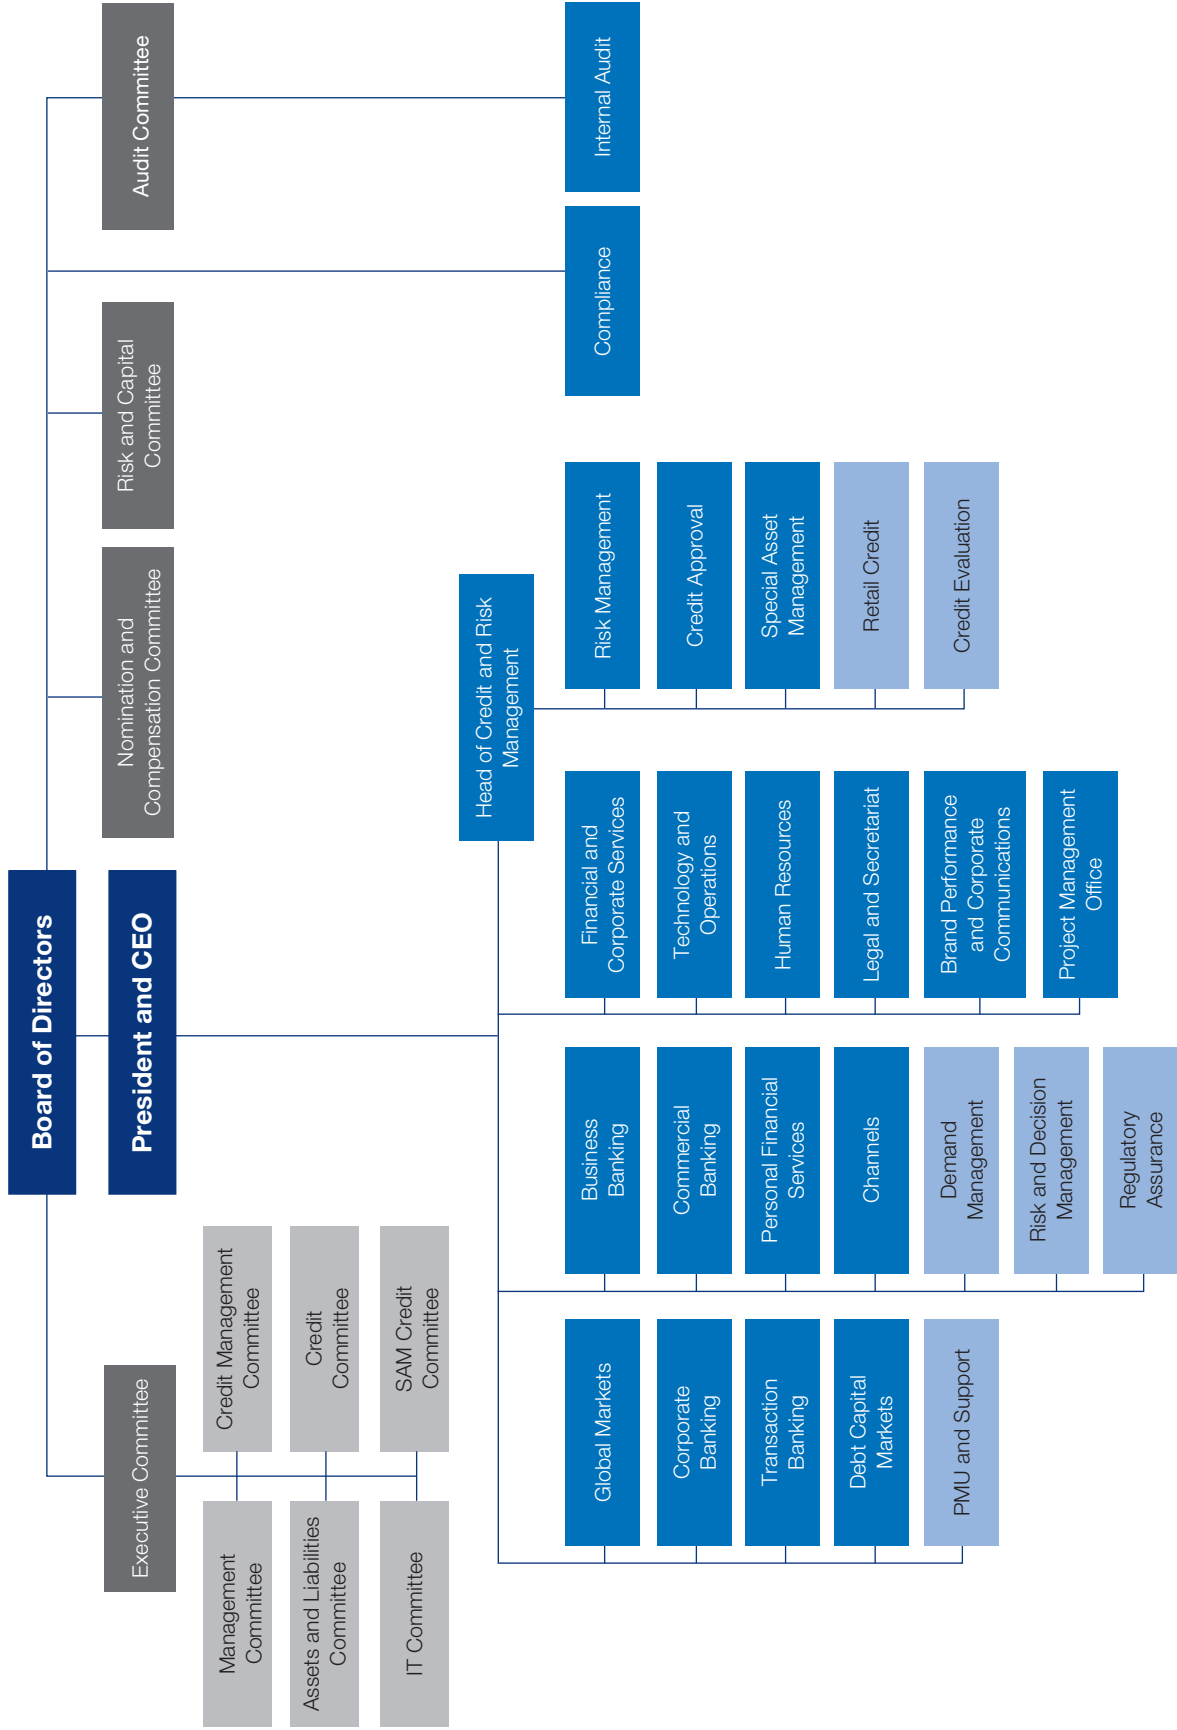 Board of Directors
President and CEO
Executive Committee
Nomination and
Compensation Committee
Risk and Capital
Committee
Audit Committee
Management
Committee
Credit Management
Committee
Assets and Liabilities
Committee
Credit
Committee
IT Committee
SAM Credit
Committee
Head of Credit and Risk
Management
Global Markets
Corporate
Banking
Transaction
Banking
Debt Capital
Markets
PMU and Support
Business
Banking
Commercial
Banking
Personal Financial
Services
Channels
Demand
Management
Risk and Decision
Management
Regulatory
Assurance
Financial and
Corporate Services
Technology and
Operations
Human Resources
Legal and Secretariat
Brand Performance
and Corporate
Communications
Project Management
Office
Risk Management
Credit Approval
Special Asset
Management
Retail Credit
Credit Evaluation
Compliance
Internal Audit